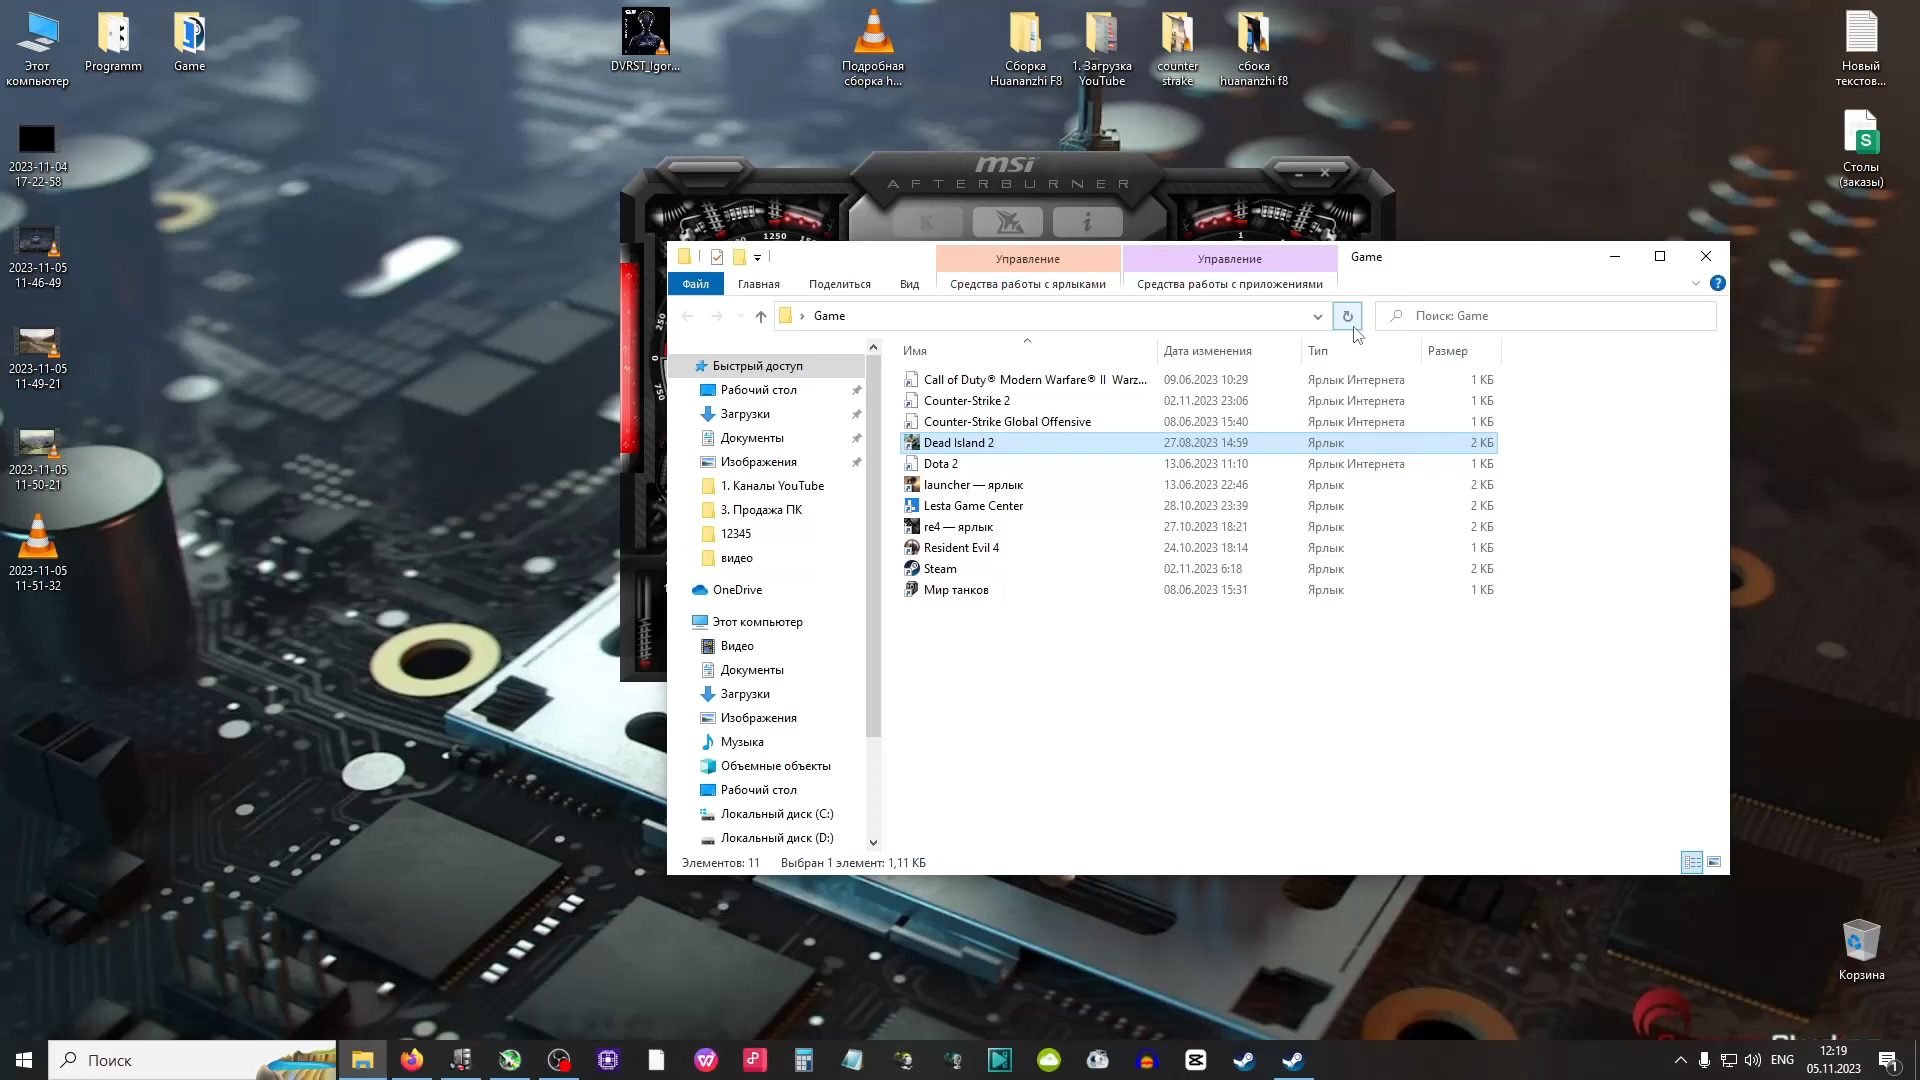 Этот
компьютер
Programm
Game
DVRST_Igor...
Подробная
сборка h...
Сборка
Huananzhi F8
1. Загрузка
YouTube
counter
strake
сбока
huananzhi f8
Новый
текстов...
2023-11-04
17-22-58
2023-11-05
11-46-49
2023-11-05
11-49-21
2023-11-05
11-50-21
2023-11-05
11-51-32
Столы
(заказы)
Корзина
msi
AFTERBURNER
K
i
1250
1
250
0
750
Управление
Управление
Game
Файл
Главная
Поделиться
Вид
Средства работы с ярлыками
Средства работы с приложениями
Game
Поиск: Game
Имя
Дата изменения
Тип
Размер
Быстрый доступ
Рабочий стол
Загрузки
Документы
Изображения
1. Каналы YouTube
3. Продажа ПК
12345
видео
OneDrive
Этот компьютер
Видео
Документы
Загрузки
Изображения
Музыка
Объемные объекты
Рабочий стол
Локальный диск (C:)
Локальный диск (D:)
Call of Duty® Modern Warfare® II Warz... 09.06.2023 10:29 Ярлык Интернета 1 КБ
Counter-Strike 2 02.11.2023 23:06 Ярлык Интернета 1 КБ
Counter-Strike Global Offensive 08.06.2023 15:40 Ярлык Интернета 1 КБ
Dead Island 2 27.08.2023 14:59 Ярлык 2 КБ
Dota 2 13.06.2023 11:10 Ярлык Интернета 1 КБ
launcher — ярлык 13.06.2023 22:46 Ярлык 2 КБ
Lesta Game Center 28.10.2023 23:39 Ярлык 2 КБ
re4 — ярлык 27.10.2023 18:21 Ярлык 2 КБ
Resident Evil 4 24.10.2023 18:14 Ярлык 1 КБ
Steam 02.11.2023 6:18 Ярлык 2 КБ
Мир танков 08.06.2023 15:31 Ярлык 1 КБ
Элементов: 11 Выбран 1 элемент: 1,11 КБ
Поиск
ENG
12:19
05.11.2023
1